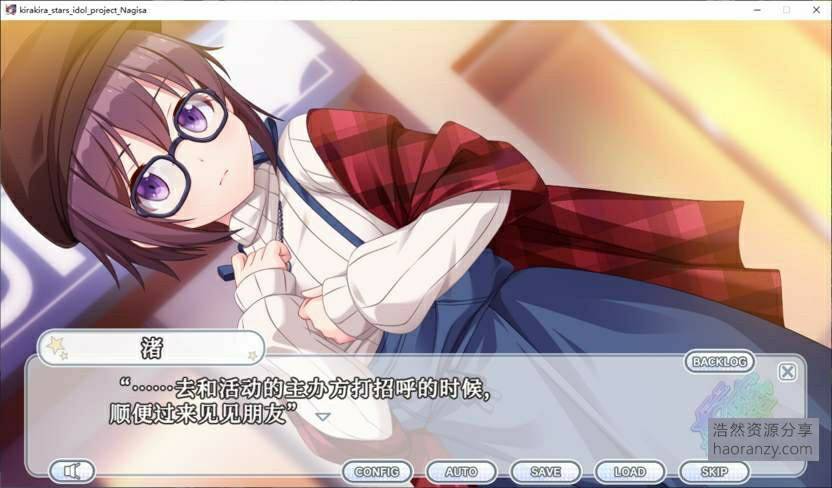 kirakira_stars_idol_project_Nagisa
渚
BACKLOG
“……去和活动的主办方打招呼的时候，
顺便过来见见朋友”
浩然资源分享
haoranzy.com
CONFIG
AUTO
SAVE
LOAD
SKIP